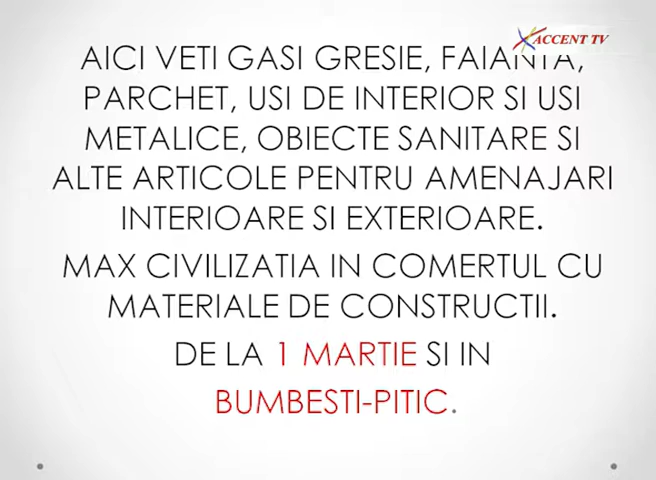 ACCENT TV
AICI VETI GASI GRESIE, FAIANTA,
PARCHET, USI DE INTERIOR SI USI
METALICE, OBIECTE SANITARE SI
ALTE ARTICOLE PENTRU AMENAJARI
INTERIOARE SI EXTERIOARE.
MAX CIVILIZATIA IN COMERTUL CU
MATERIALE DE CONSTRUCTII.
DE LA 1 MARTIE SI IN
BUMBESTI-PITIC.